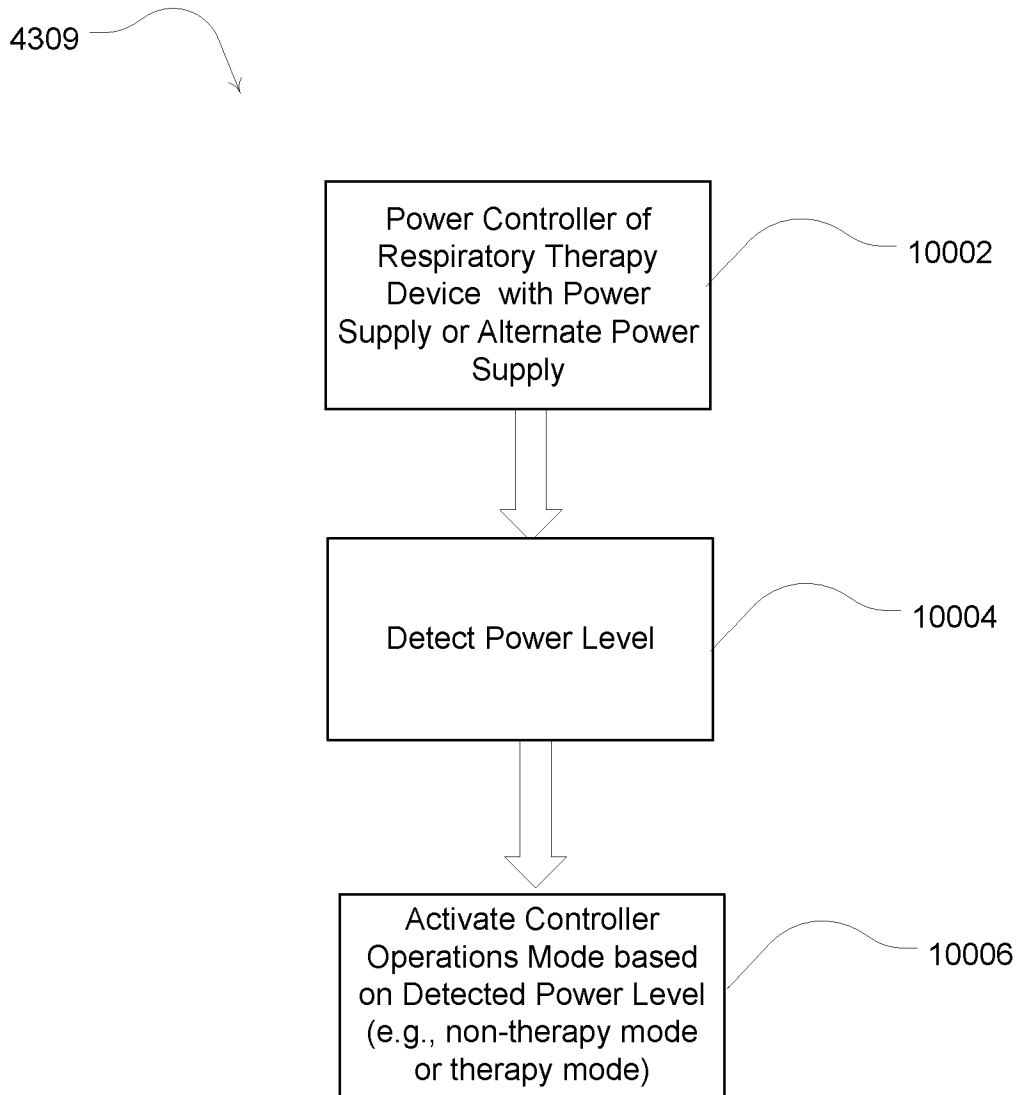 4309
Power Controller of
Respiratory Therapy
Device with Power
Supply or Alternate Power
Supply
10002
Detect Power Level
10004
Activate Controller
Operations Mode based
on Detected Power Level
(e.g., non-therapy mode
or therapy mode)
10006